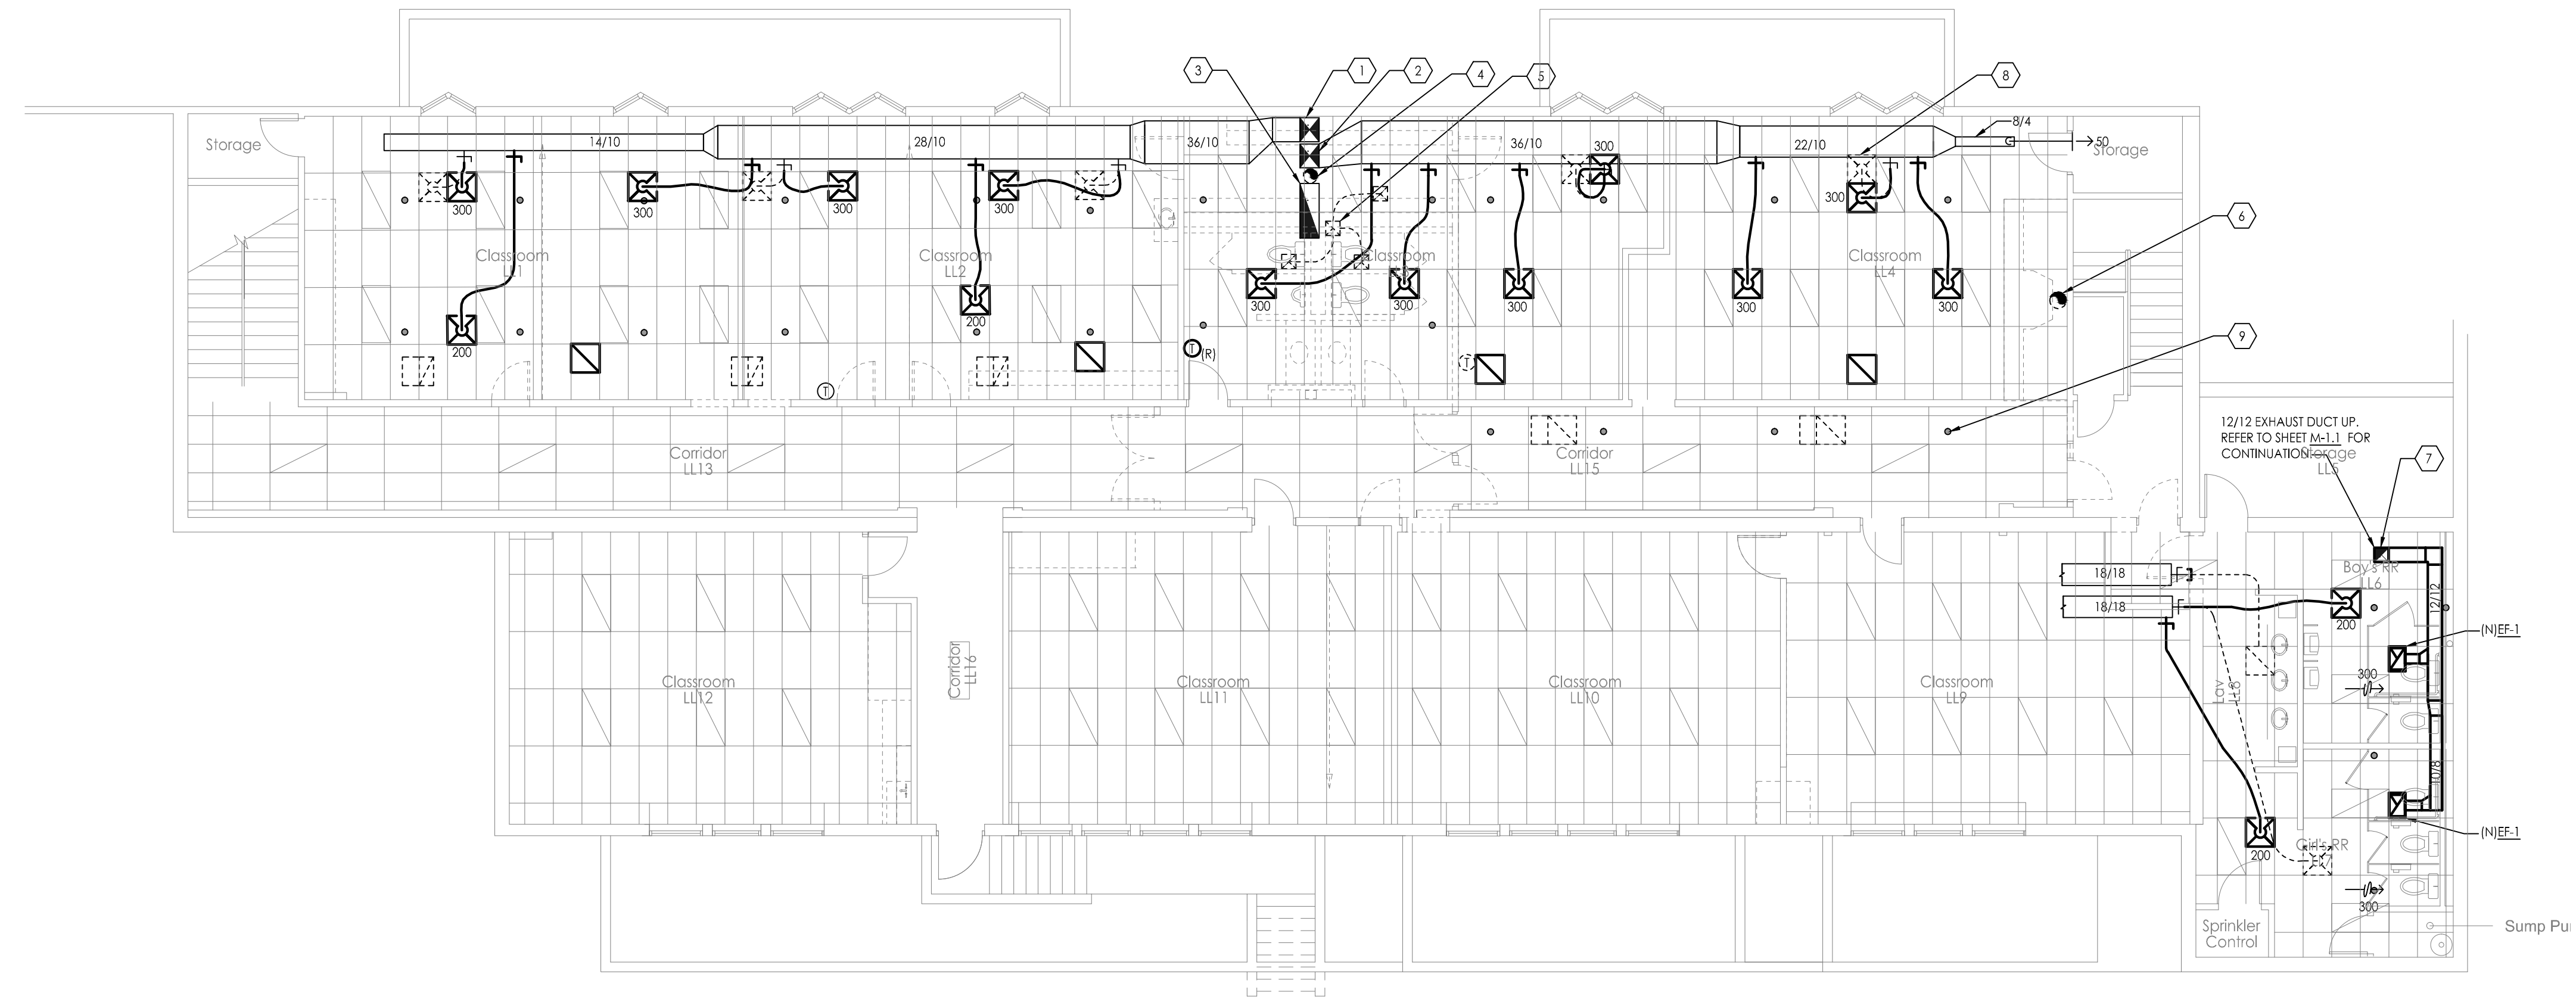 3
1
2
4
5
8
Storage
14/10
28/10
36/10
36/10
300
22/10
8/4
50
Storage
300
300
300
300
300
6
Classroom
LL1
Classroom
LL2
Classroom
Classroom
LL4
300
300
300
300
300
200
200
T
(R)
T
T
9
12/12 EXHAUST DUCT UP.
REFER TO SHEET M-1.1 FOR
CONTINUATION
Storage
LL5
7
Corridor
LL13
Corridor
LL15
18/18
18/18
Boy's RR
LL6
12/12
200
(N)EF-1
Corridor
LL16
Classroom
LL12
Classroom
LL11
Classroom
LL10
Classroom
LL9
Lav
LL8
300
10/8
(N)EF-1
200
Girl's RR
LL7
300
Sprinkler
Control
Sump Pu